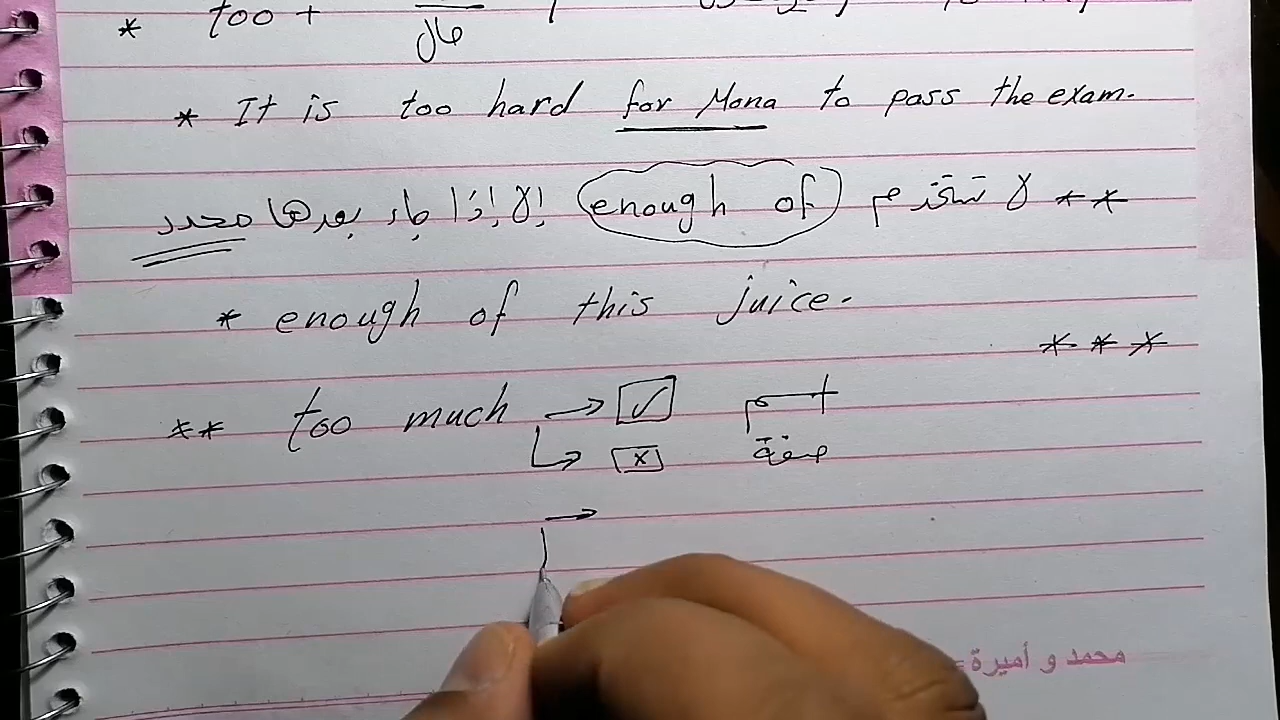 * too +
حال
* It is too hard for Mona to pass the exam.
** لا تستخدم (enough of) إلا إذا جاء بعدها محدد
* enough of this juice.
***
** too much → ✓ اسم
→ x صفة
→
محمد و أميرة